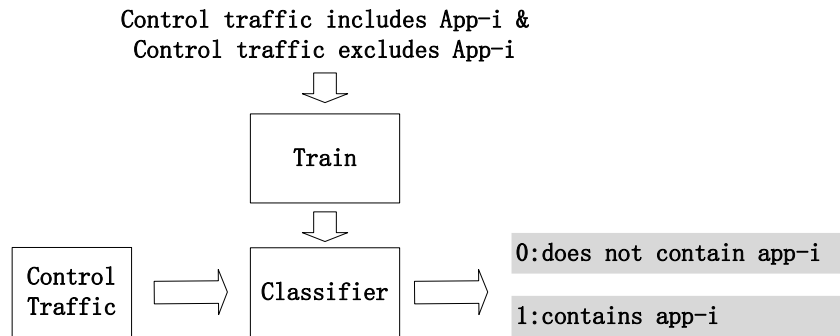 Control traffic includes App-i &
Control traffic excludes App-i
Train
Control
Traffic
Classifier
0:does not contain app-i
1:contains app-i